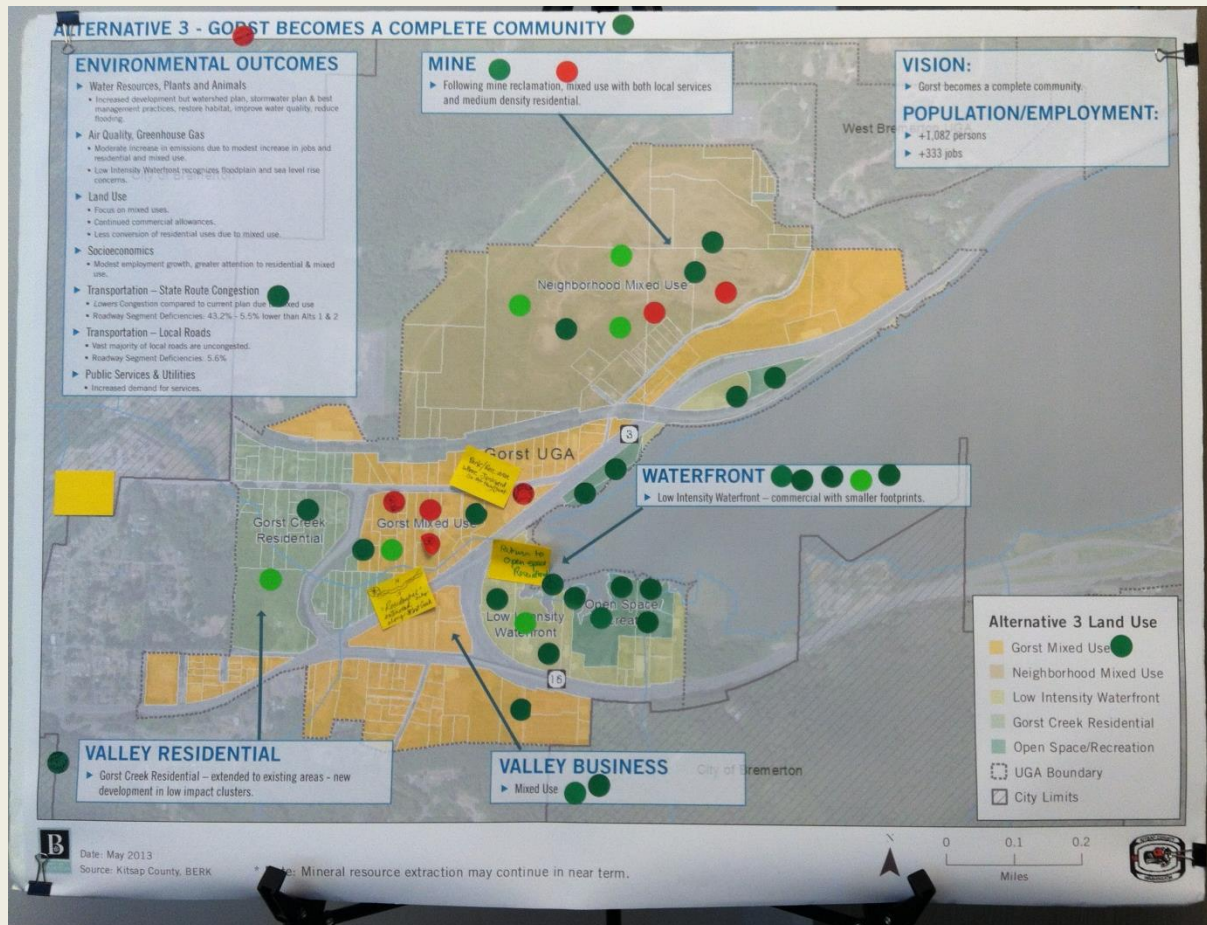 ALTERNATIVE 3 - GORST BECOMES A COMPLETE COMMUNITY
ENVIRONMENTAL OUTCOMES
Water Resources, Plants and Animals
Increased development but watershed plan, stormwater plan & best
management practices, restore habitat, improve water quality, reduce
flooding.
Air Quality, Greenhouse Gas
Moderate increase in emissions due to modest increase in jobs and
residential and mixed use.
Low Intensity Waterfront recognizes floodplain and sea level rise
concerns.
Land Use
Focus on mixed uses.
Continued commercial allowances.
Less conversion of residential uses due to mixed use.
Socioeconomics
Modest employment growth, greater attention to residential & mixed
use.
Transportation – State Route Congestion
Lowers Congestion compared to current plan due mixed use
Roadway Segment Deficiencies: 43.2% - 5.5% lower than Alts 1 & 2
Transportation – Local Roads
Vast majority of local roads are uncongested.
Roadway Segment Deficiencies: 5.6%
Public Services & Utilities
Increased demand for services.
MINE
Following mine reclamation, mixed use with both local services
and medium density residential.
VISION:
Gorst becomes a complete community.
POPULATION/EMPLOYMENT:
+1,082 persons
+333 jobs
West Bremerton UGA
Neighborhood Mixed Use
3
Gorst UGA
WATERFRONT
Low Intensity Waterfront – commercial with smaller footprints.
Gorst Creek
Residential
Gorst Mixed Use
Return to
Open space
Low Intensity
Waterfront
Open Space/
16
VALLEY RESIDENTIAL
Gorst Creek Residential – extended to existing areas - new
development in low impact clusters.
VALLEY BUSINESS
Mixed Use
City of Bremerton
Alternative 3 Land Use
Gorst Mixed Use
Neighborhood Mixed Use
Low Intensity Waterfront
Gorst Creek Residential
Open Space/Recreation
UGA Boundary
City Limits
B
Date: May 2013
Source: Kitsap County, BERK
* Mineral resource extraction may continue in near term.
N
0 0.1 0.2
Miles